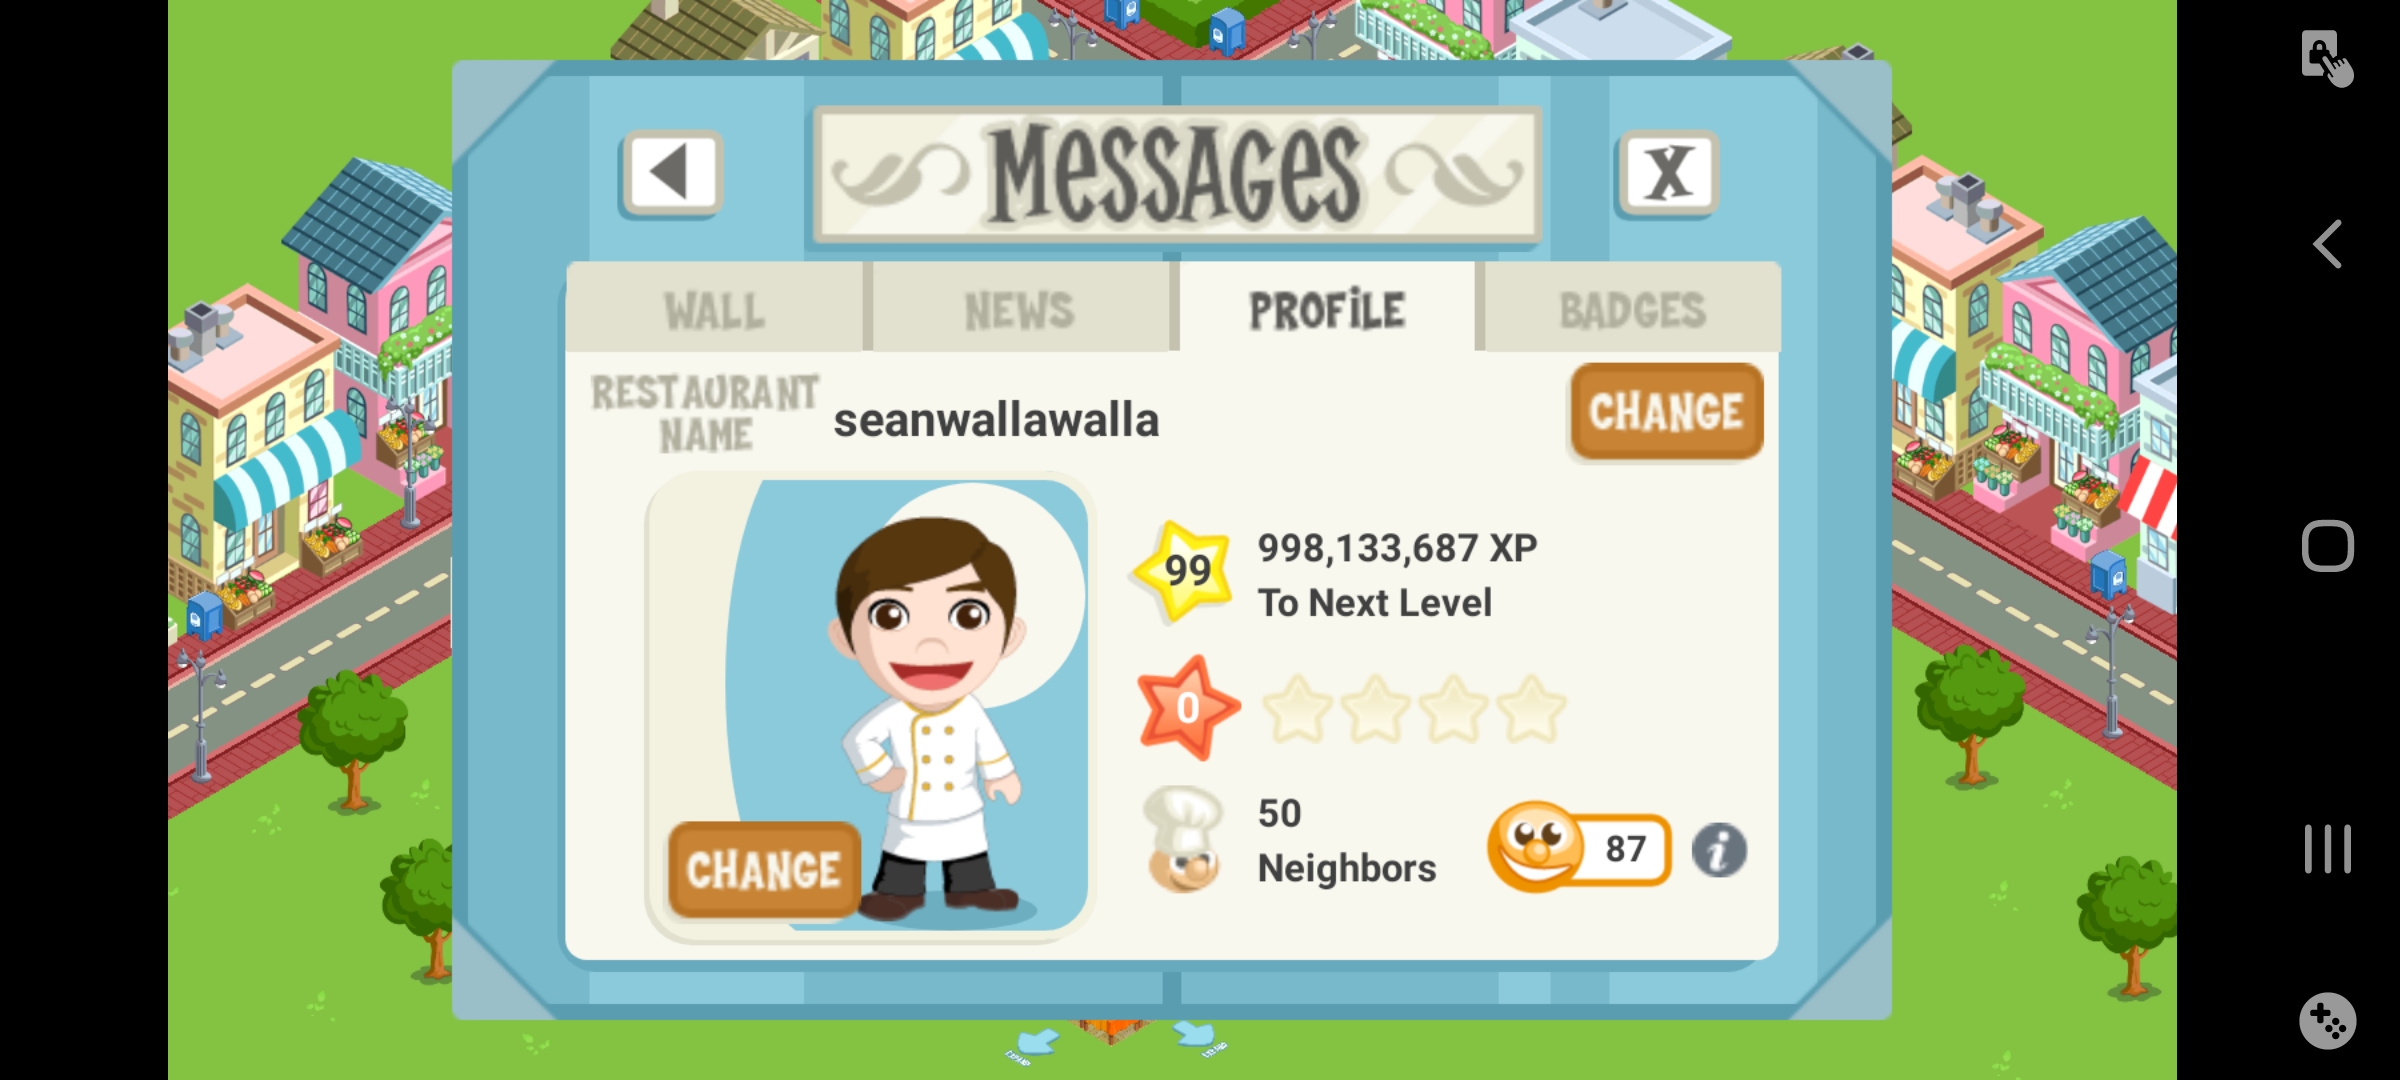 MESSAGES
X
WALL
NEWS
PROFILE
BADGES
RESTAURANT
NAME
seanwallawalla
CHANGE
99
998,133,687 XP
To Next Level
0
50
Neighbors
87
i
CHANGE